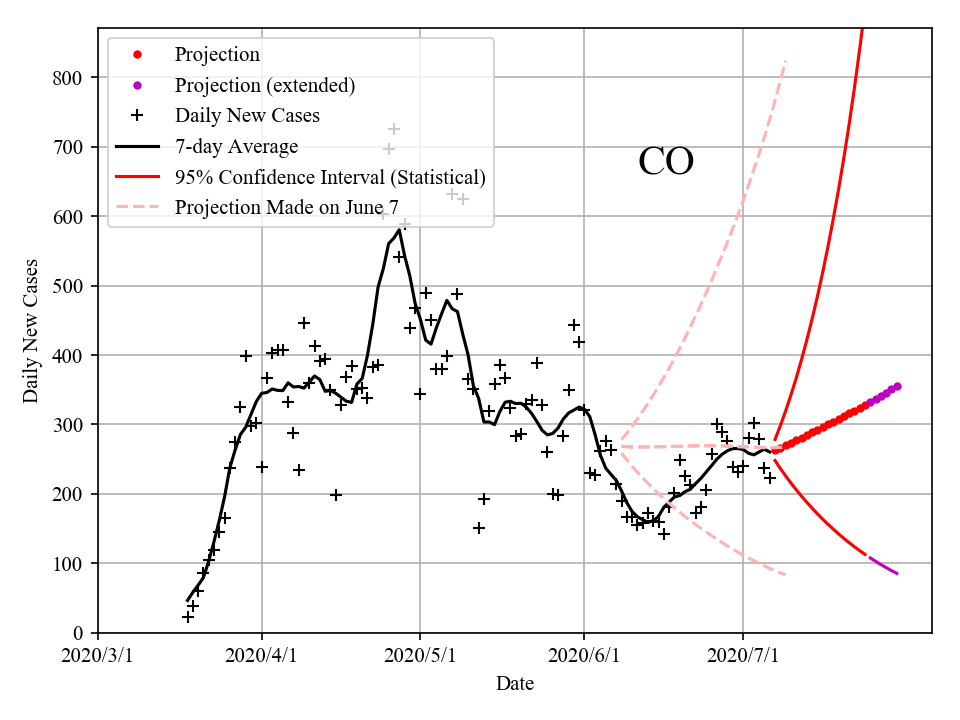 Projection
Projection (extended)
Daily New Cases
7-day Average
95% Confidence Interval (Statistical)
Projection Made on June 7
CO
800
700
600
500
400
300
200
100
0
Daily New Cases
2020/3/1
2020/4/1
2020/5/1
2020/6/1
2020/7/1
Date